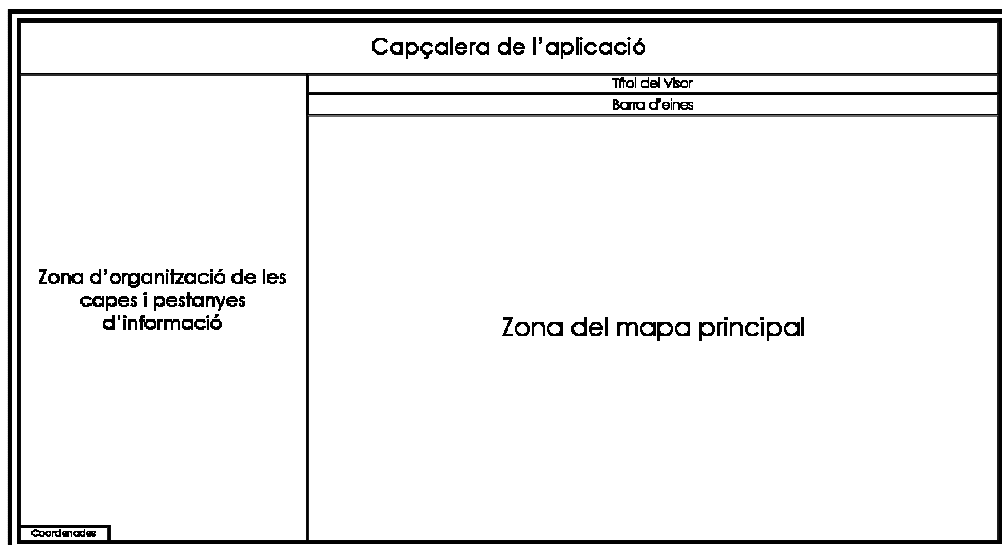 Capçalera de l'aplicació
Títol del Visor
Barra d'eines
Zona d'organització de les
capes i pestanyes
d'informació
Zona del mapa principal
Coordenades